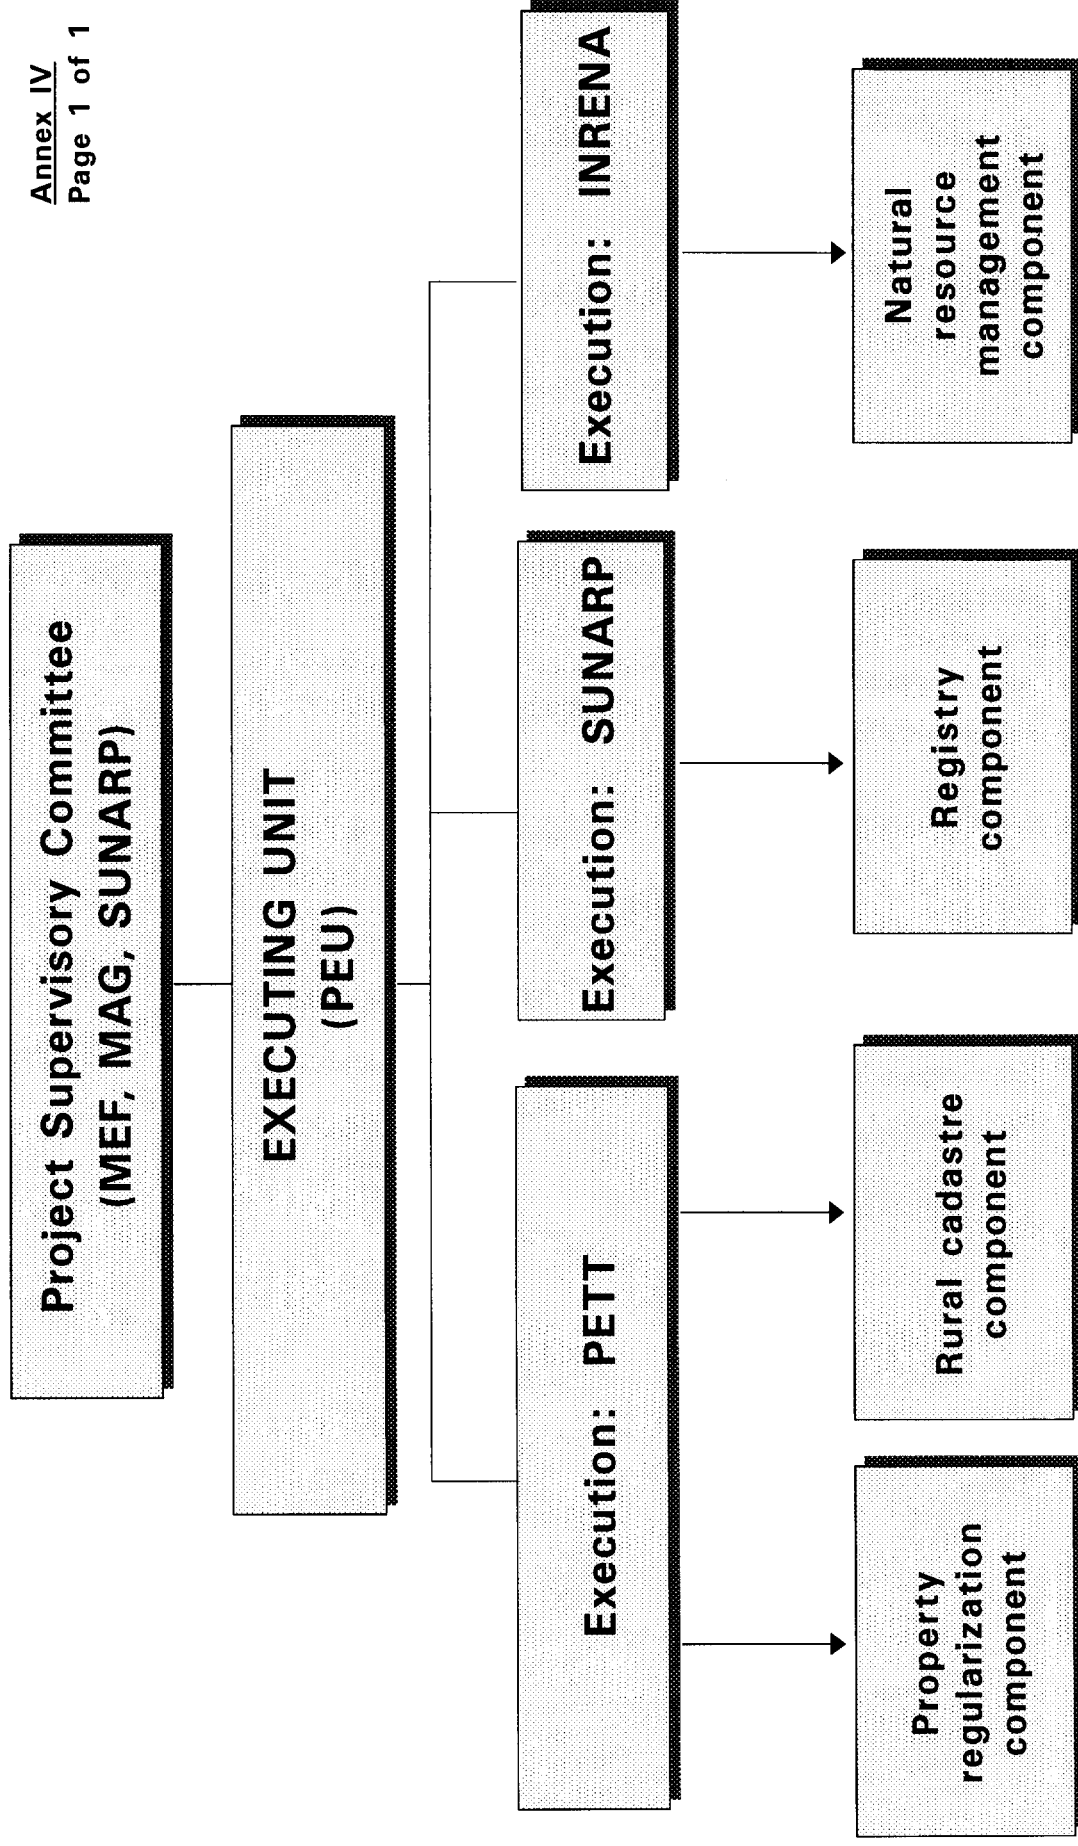 Annex IV
Page 1 of 1
Project Supervisory Committee
(MEF, MAG, SUNARP)
EXECUTING UNIT
(PEU)
Execution: PETT
Execution: SUNARP
Execution: INRENA
Property
regularization
component
Rural cadastre
component
Registry
component
Natural
resource
management
component